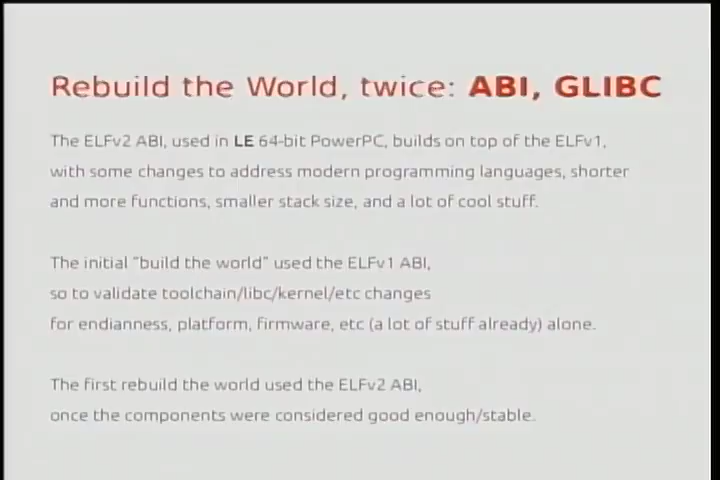 Rebuild the World, twice: ABI, GLIBC
The ELFv2 ABI, used in LE 64-bit PowerPC, builds on top of the ELFv1,
with some changes to address modern programming languages, shorter
and more functions, smaller stack size, and a lot of cool stuff.
The initial "build the world" used the ELFv1 ABI,
so to validate toolchain/libc/kernel/etc changes
for endianness, platform, firmware, etc (a lot of stuff already) alone.
The first rebuild the world used the ELFv2 ABI,
once the components were considered good enough/stable.